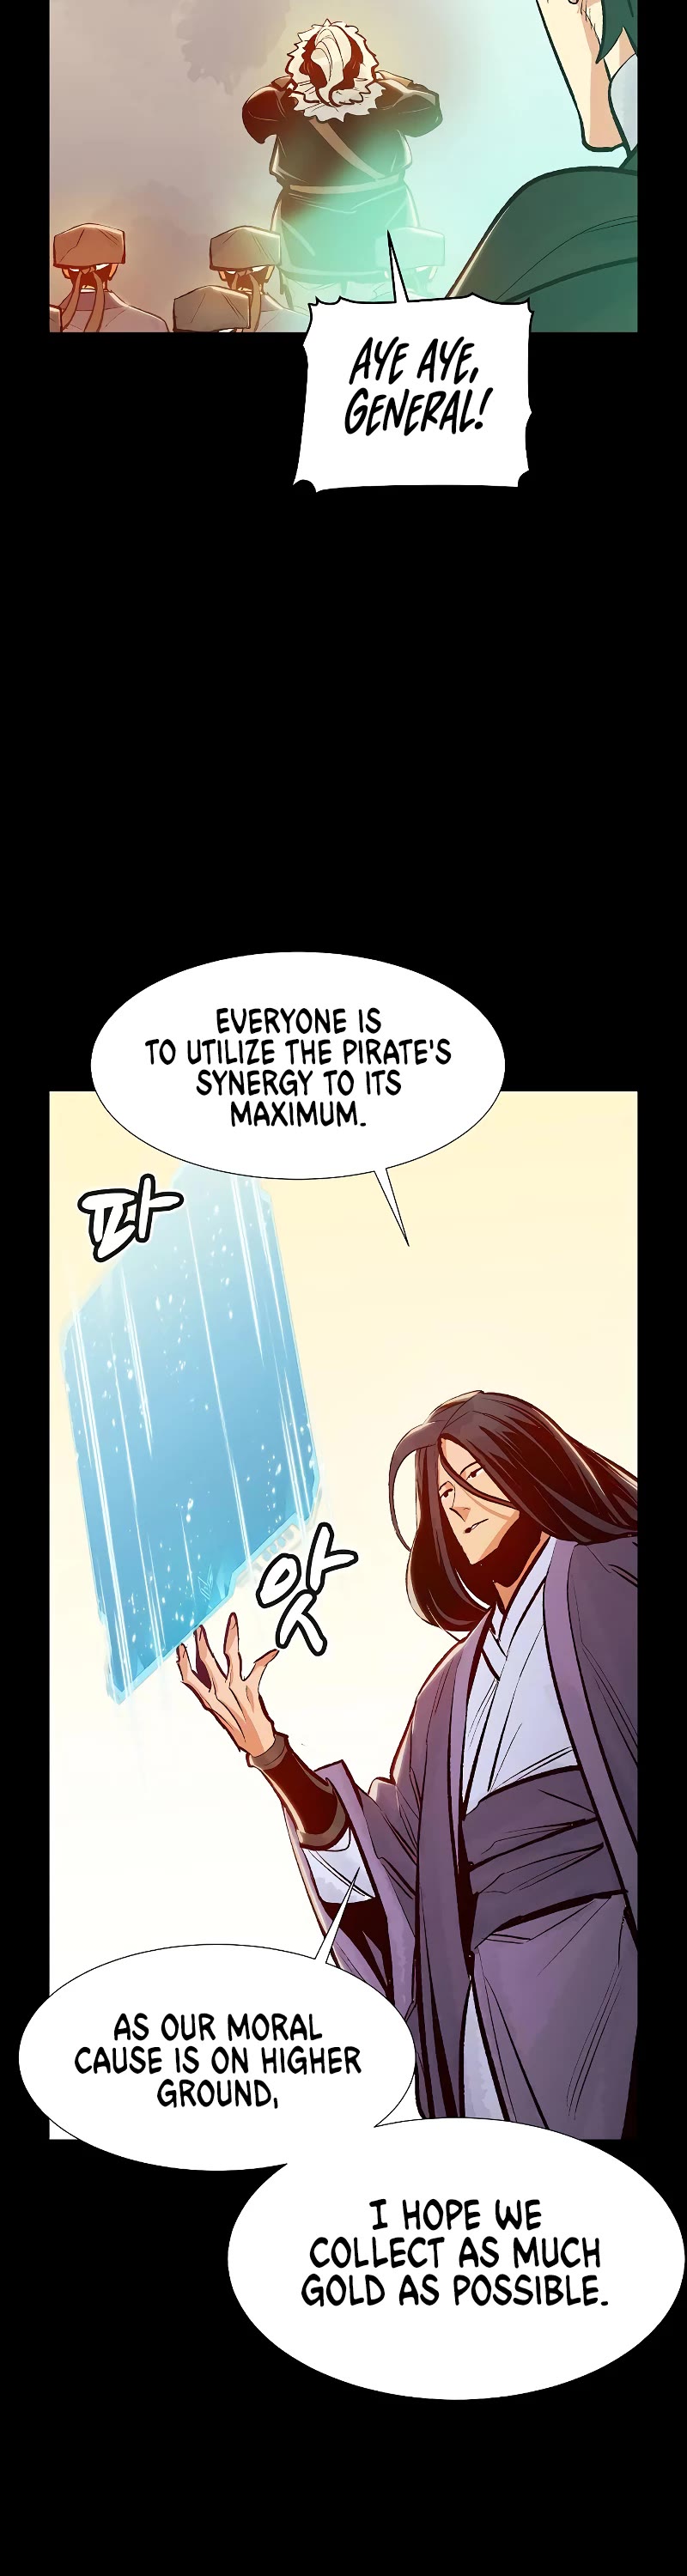 AYE AYE,
GENERAL!
EVERYONE IS
TO UTILIZE THE PIRATE'S
SYNERGY TO ITS
MAXIMUM.
파
앗
AS OUR MORAL
CAUSE IS ON HIGHER
GROUND,
I HOPE WE
COLLECT AS MUCH
GOLD AS POSSIBLE.